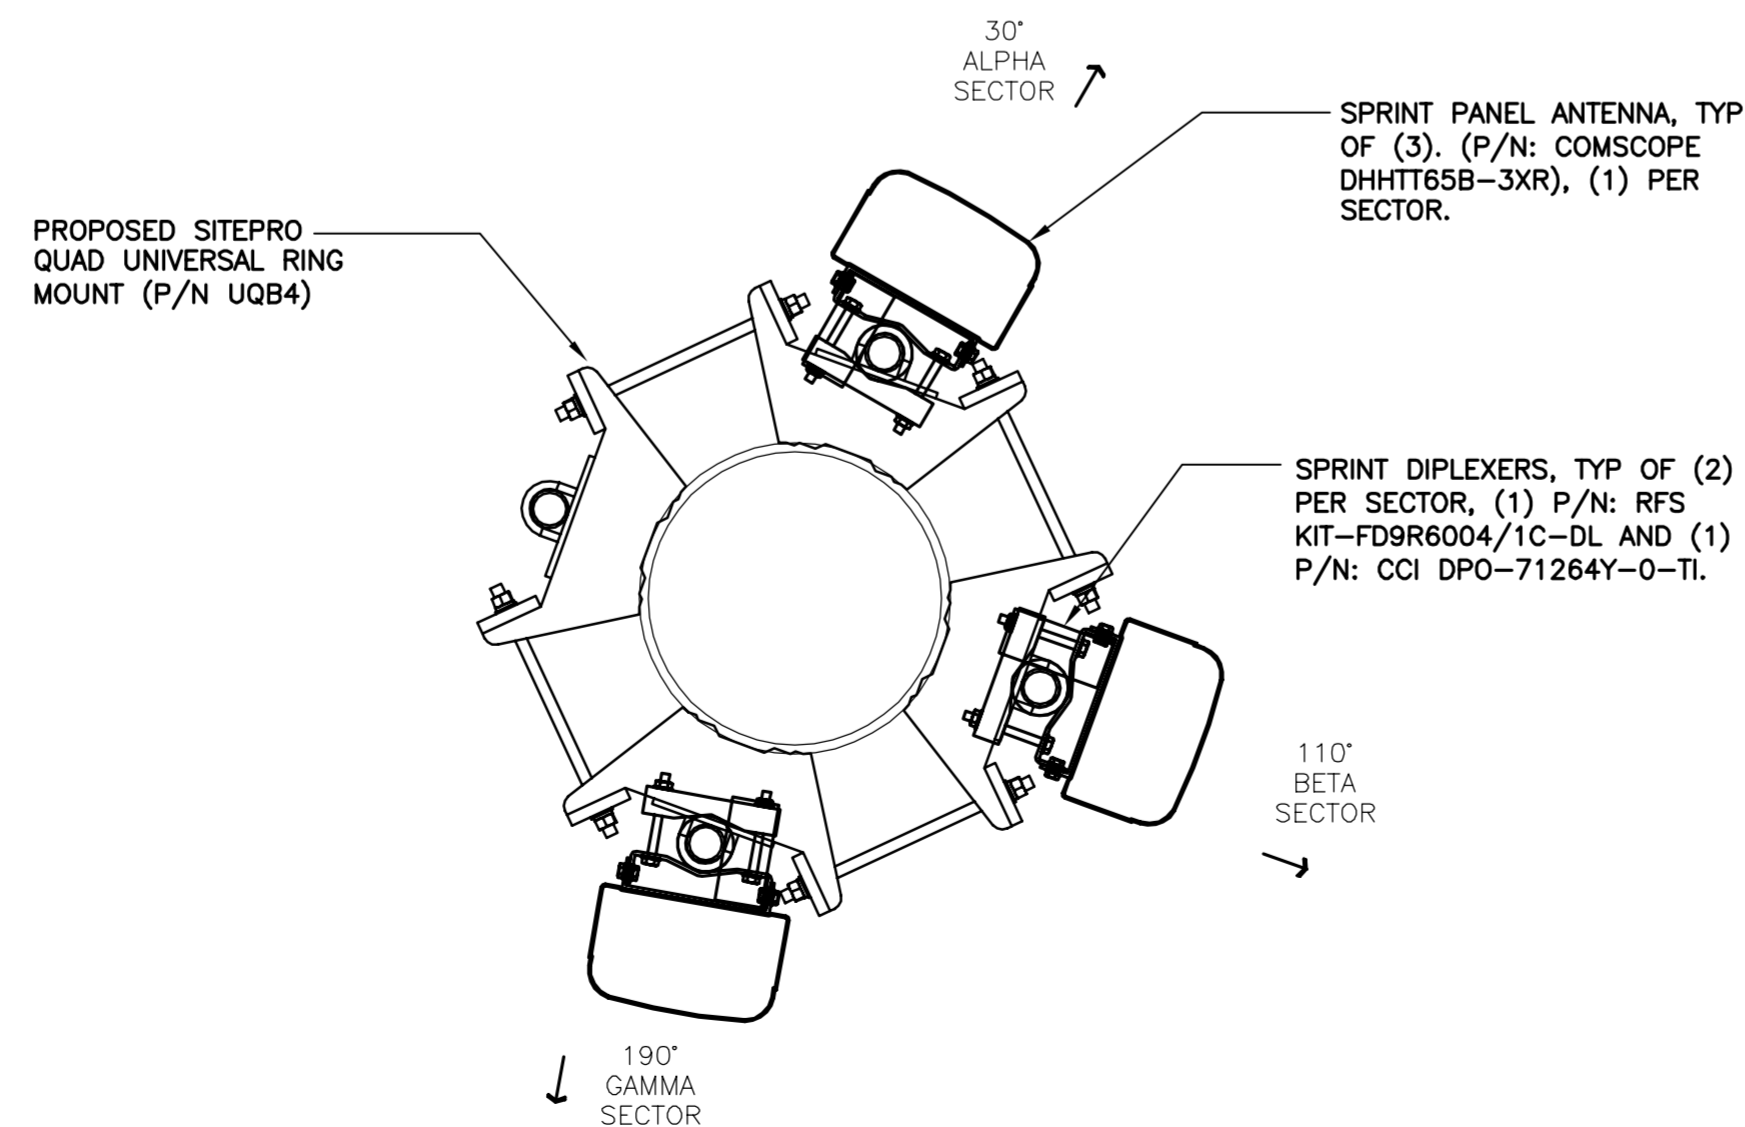 30°
ALPHA
SECTOR
SPRINT PANEL ANTENNA, TYP
OF (3). (P/N: COMSCOPE
DHHTT65B-3XR), (1) PER
SECTOR.
PROPOSED SITEPRO
QUAD UNIVERSAL RING
MOUNT (P/N UQB4)
SPRINT DIPLEXERS, TYP OF (2)
PER SECTOR, (1) P/N: RFS
KIT-FD9R6004/1C-DL AND (1)
P/N: CCI DPO-71264Y-0-TI.
110°
BETA
SECTOR
190°
GAMMA
SECTOR